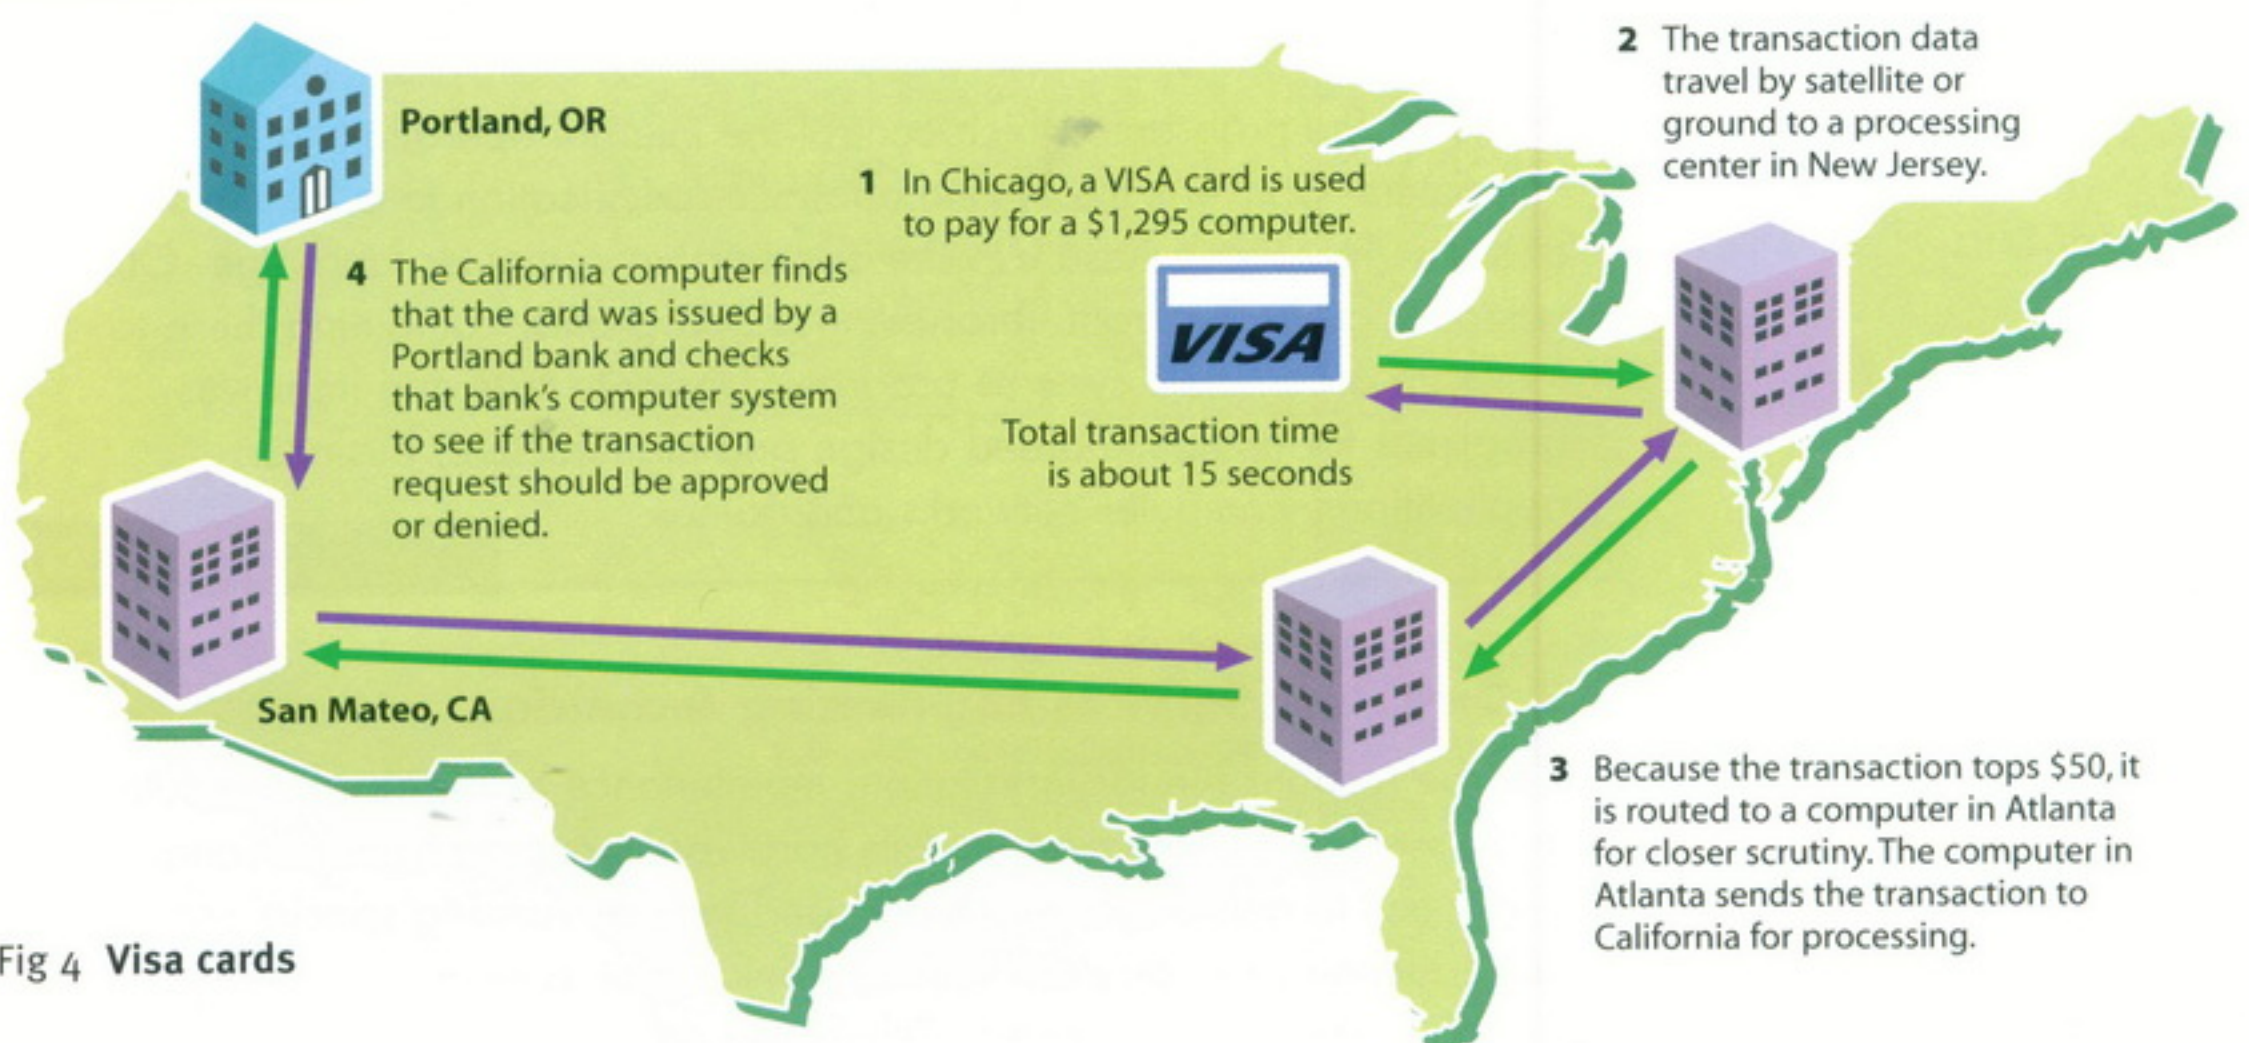 Portland, OR
1 In Chicago, a VISA card is used
to pay for a $1,295 computer.
VISA
Total transaction time
is about 15 seconds
2 The transaction data
travel by satellite or
ground to a processing
center in New Jersey.
3 Because the transaction tops $50, it
is routed to a computer in Atlanta
for closer scrutiny. The computer in
Atlanta sends the transaction to
California for processing.
4 The California computer finds
that the card was issued by a
Portland bank and checks
that bank's computer system
to see if the transaction
request should be approved
or denied.
San Mateo, CA
Fig 4 Visa cards